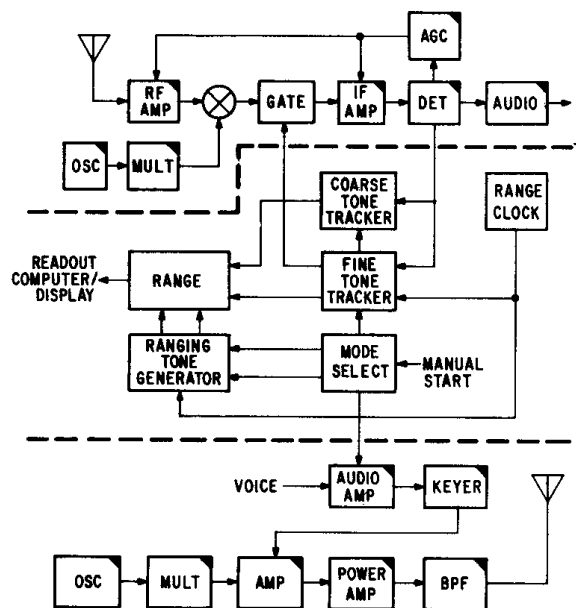 AGC
RF
AMP
GATE
IF
AMP
DET
AUDIO
OSC
MULT
COARSE
TONE
TRACKER
RANGE
CLOCK
READOUT
COMPUTER/
DISPLAY
RANGE
FINE
TONE
TRACKER
RANGING
TONE
GENERATOR
MODE
SELECT
MANUAL
START
VOICE
AUDIO
AMP
KEYER
OSC
MULT
AMP
POWER
AMP
BPF